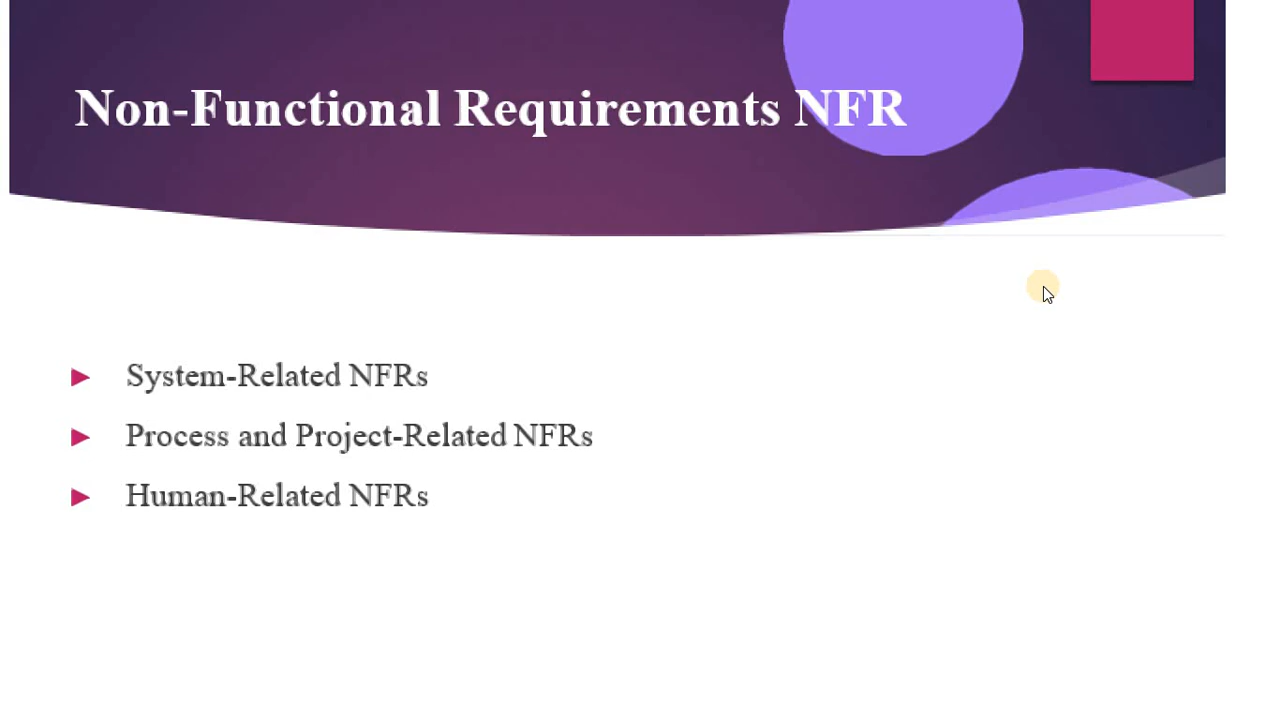 Non-Functional Requirements NFR
System-Related NFRs
Process and Project-Related NFRs
Human-Related NFRs